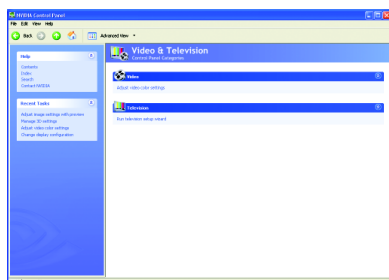 NVIDIA Control Panel
File Edit View Help
Back
Advanced View
Help
Contents
Index
Search
Contact NVIDIA
Recent Tasks
Adjust image settings with preview
Manage 3D settings
Adjust video color settings
Change display configuration
Video & Television
Control Panel Categories
Video
Adjust video color settings
Television
Run television setup wizard